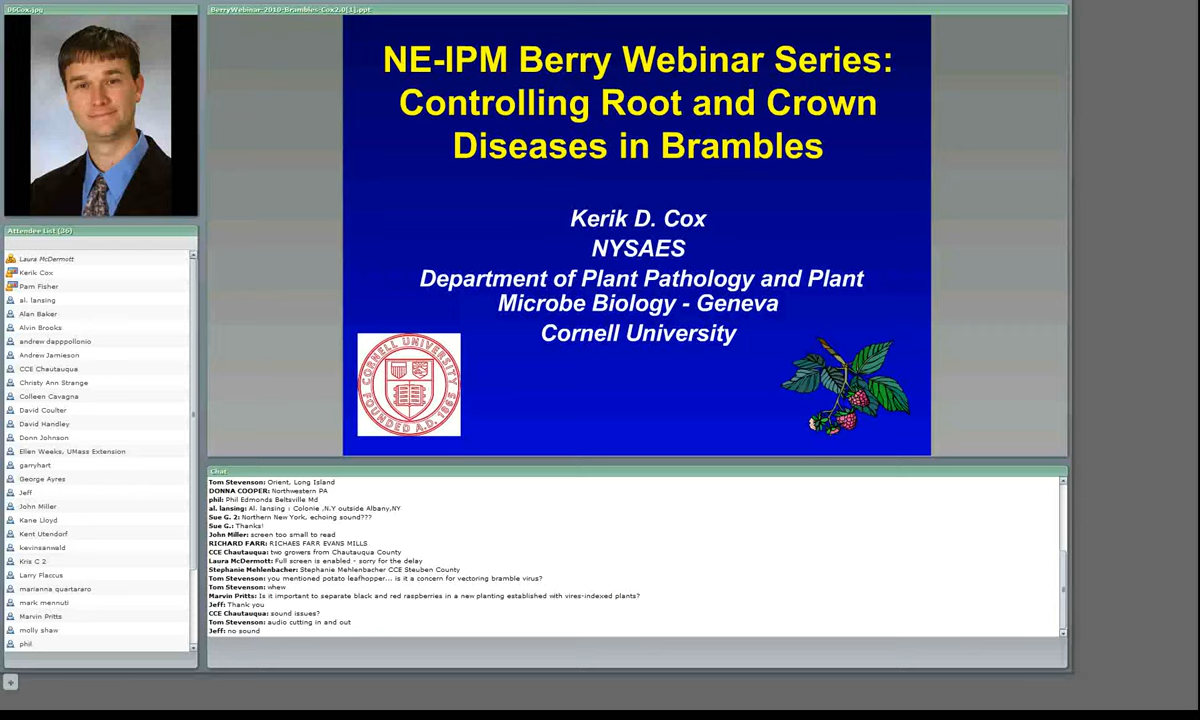 06Cox.jpg
BerryWebinar-2010-Brambles-Cox2.0[1].ppt
NE-IPM Berry Webinar Series:
Controlling Root and Crown
Diseases in Brambles
Kerik D. Cox
NYSAES
Department of Plant Pathology and Plant
Microbe Biology - Geneva
Cornell University
CORNELL UNIVERSITY
FOUNDED A.D. 1865
Attendee List (36)
Laura McDermott
Kerik Cox
Pam Fisher
al. lansing
Alan Baker
Alvin Brooks
andrew dapppollonio
Andrew Jamieson
CCE Chautauqua
Christy Ann Strange
Colleen Cavagna
David Coulter
David Handley
Donn Johnson
Ellen Weeks, UMass Extension
garryhart
George Ayres
Jeff
John Miller
Kane Lloyd
Kent Utendorf
kevinsanwald
Kris C 2
Larry Flaccus
marianna quartararo
mark mennuti
Marvin Pritts
molly shaw
phil
Chat
Tom Stevenson: Orient, Long Island
DONNA COOPER: Northwestern PA
phil: Phil Edmonds Beltsville Md
al. lansing: Al. lansing : Colonie ,N.Y outside Albany,NY
Sue G. 2: Northern New York, echoing sound???
Sue G.: Thanks!
John Miller: screen too small to read
RICHARD FARR: RICHAES FARR EVANS MILLS
CCE Chautauqua: two growers from Chautauqua County
Laura McDermott: Full screen is enabled - sorry for the delay
Stephanie Mehlenbacher: Stephanie Mehlenbacher CCE Steuben County
Tom Stevenson: you mentioned potato leafhopper... is it a concern for vectoring bramble virus?
Tom Stevenson: whew
Marvin Pritts: Is it important to separate black and red raspberries in a new planting established with vires-indexed plants?
Jeff: Thank you
CCE Chautauqua: sound issues?
Tom Stevenson: audio cutting in and out
Jeff: no sound